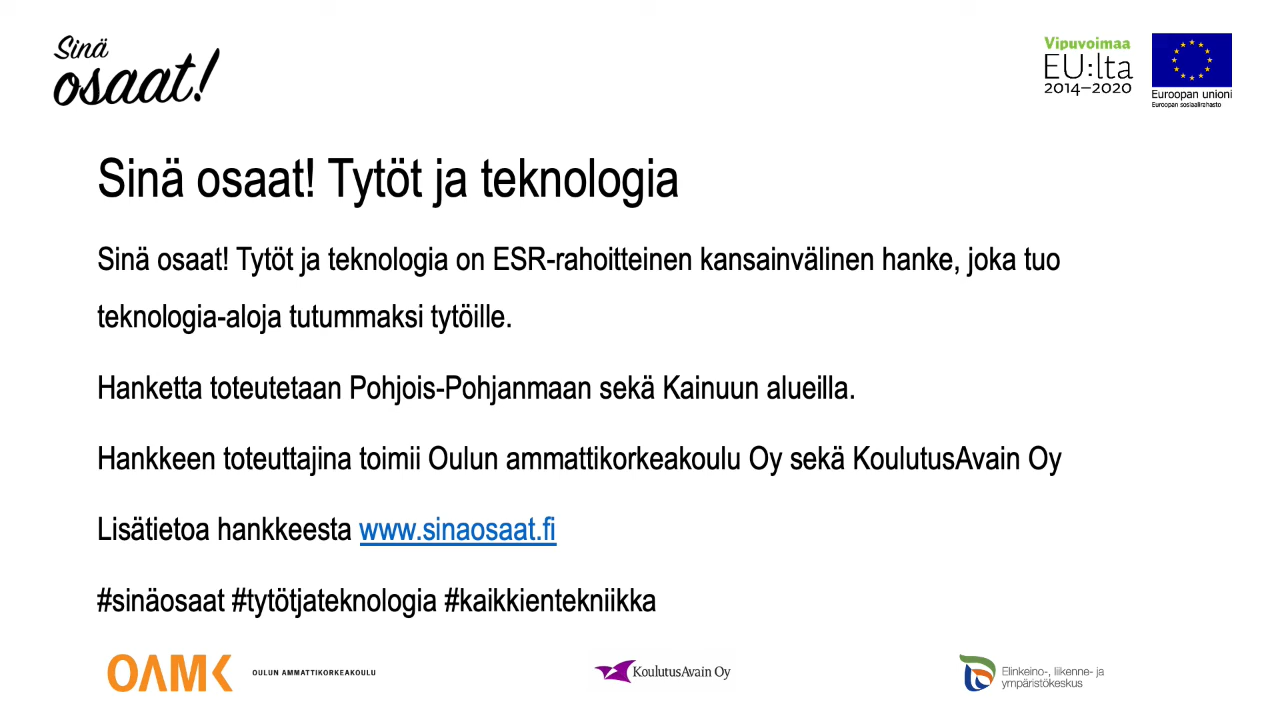 Sinä
osaat!
Vipuvoimaa
EU:lta
2014–2020
Euroopan unioni
Euroopan sosiaalirahasto
Sinä osaat! Tytöt ja teknologia
Sinä osaat! Tytöt ja teknologia on ESR-rahoitteinen kansainvälinen hanke, joka tuo
teknologia-aloja tutummaksi tytöille.
Hanketta toteutetaan Pohjois-Pohjanmaan sekä Kainuun alueilla.
Hankkeen toteuttajina toimii Oulun ammattikorkeakoulu Oy sekä KoulutusAvain Oy
Lisätietoa hankkeesta www.sinaosaat.fi
#sinäosaat #tytötjateknologia #kaikkientekniikka
OAMK
OULUN AMMATTIKORKEAKOULU
KoulutusAvain Oy
Elinkeino-, liikenne- ja
ympäristökeskus